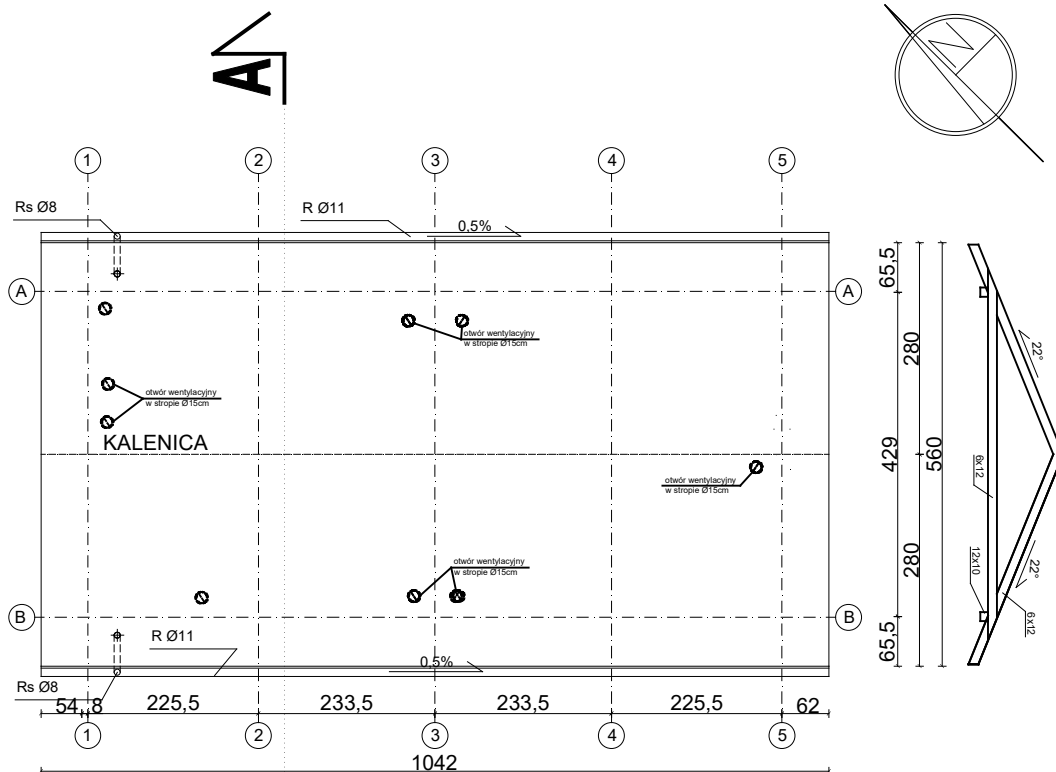 A
N
1
2
3
4
5
Rs Ø8
R Ø11
0,5%
A
A
otwór wentylacyjny
w stropie Ø15cm
otwór wentylacyjny
w stropie Ø15cm
KALENICA
otwór wentylacyjny
w stropie Ø15cm
otwór wentylacyjny
w stropie Ø15cm
B
B
R Ø11
0,5%
Rs Ø8
54
8
225,5
233,5
233,5
225,5
62
1
2
3
4
5
1042
65,5
280
429
560
280
65,5
22°
6x12
12x10
22°
6x12